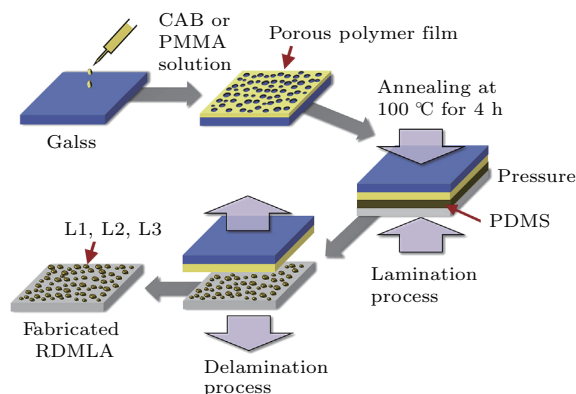 CAB or
PMMA
solution
Porous polymer film
Galss
Annealing at
100 ℃ for 4 h
Pressure
PDMS
Lamination
process
L1, L2, L3
Fabricated
RDMLA
Delamination
process